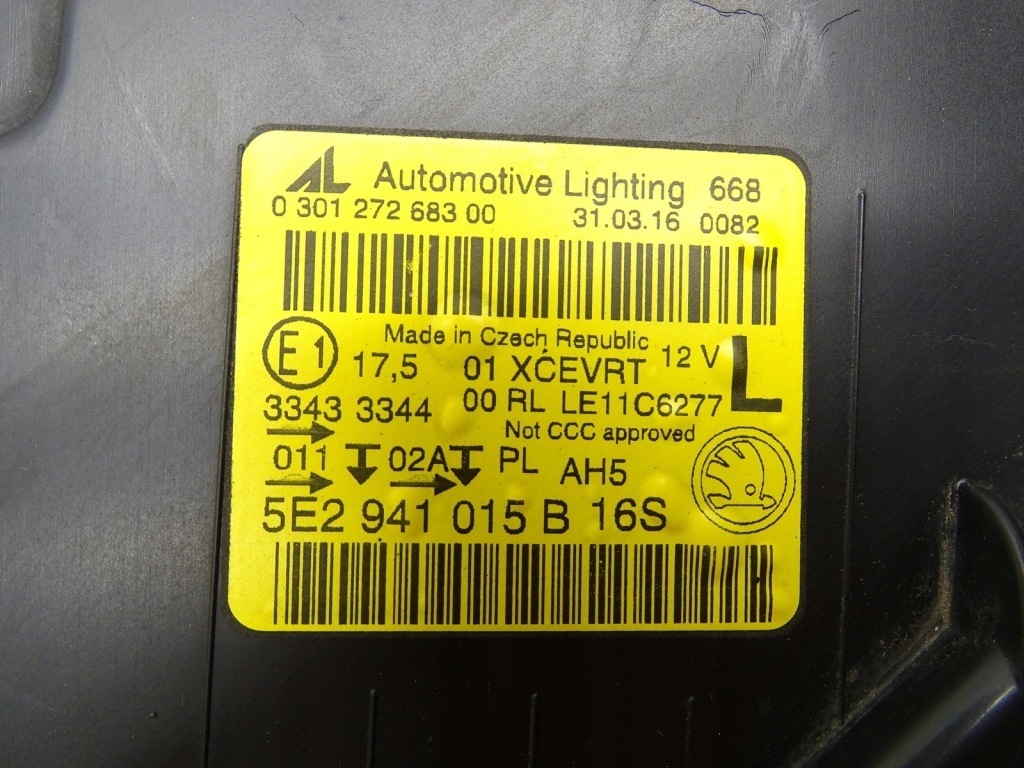 AL Automotive Lighting 668
0 301 272 683 00 31.03.16 0082
Made in Czech Republic 12 V L
E1 17,5 01 XCEVRT
3343 3344 00 RL LE11C6277
Not CCC approved
011 02A PL AH5
5E2 941 015 B 16S